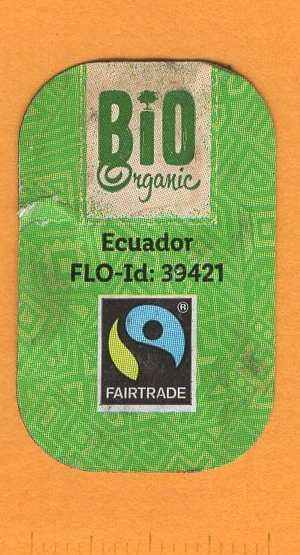 BiO
Organic
Ecuador
FLO-Id: 39421
®
FAIRTRADE